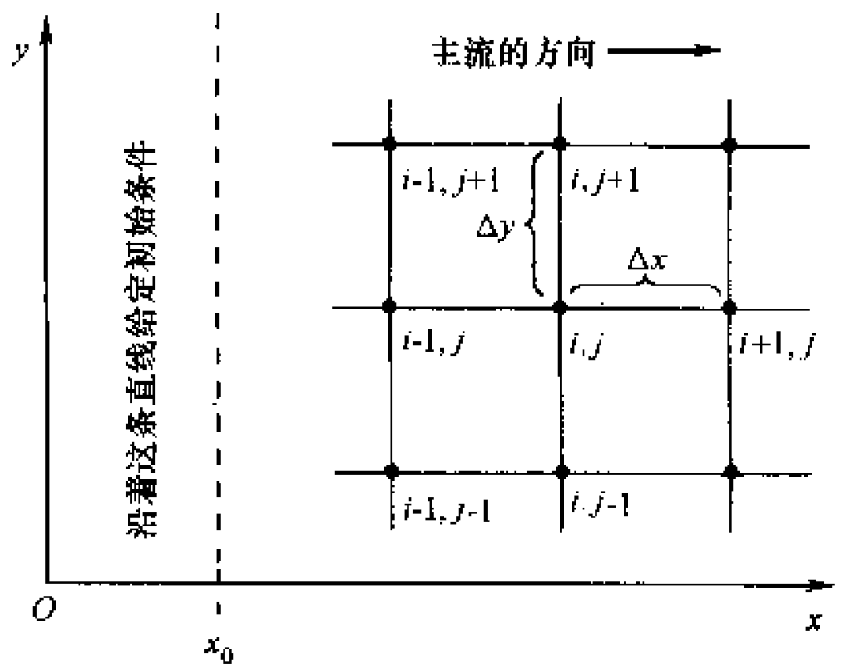 y
主流的方向
沿着这条直线给定初始条件
i-1, j+1
i, j+1
Δy
Δx
i-1, j
i, j
i+1, j
i-1, j-1
i, j-1
O
x
x₀